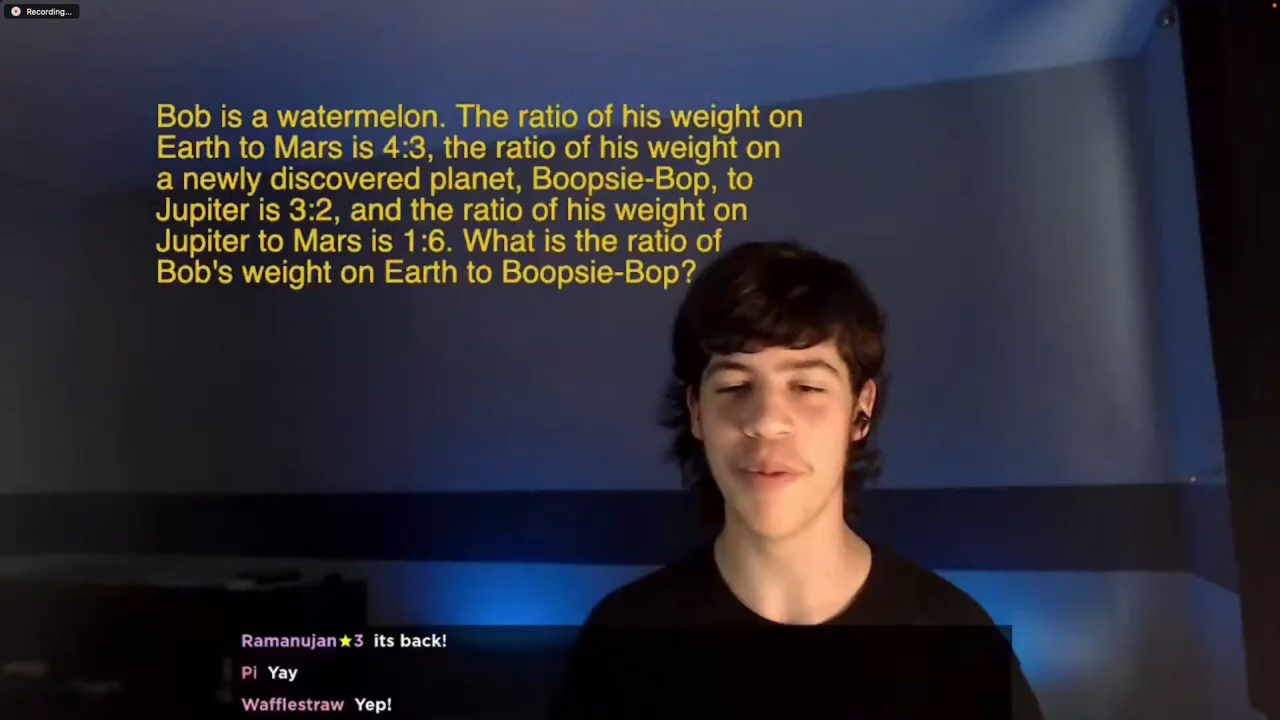 Recording...
Bob is a watermelon. The ratio of his weight on
Earth to Mars is 4:3, the ratio of his weight on
a newly discovered planet, Boopsie-Bop, to
Jupiter is 3:2, and the ratio of his weight on
Jupiter to Mars is 1:6. What is the ratio of
Bob's weight on Earth to Boopsie-Bop?
Ramanujan★3 its back!
Pi Yay
Wafflestraw Yep!